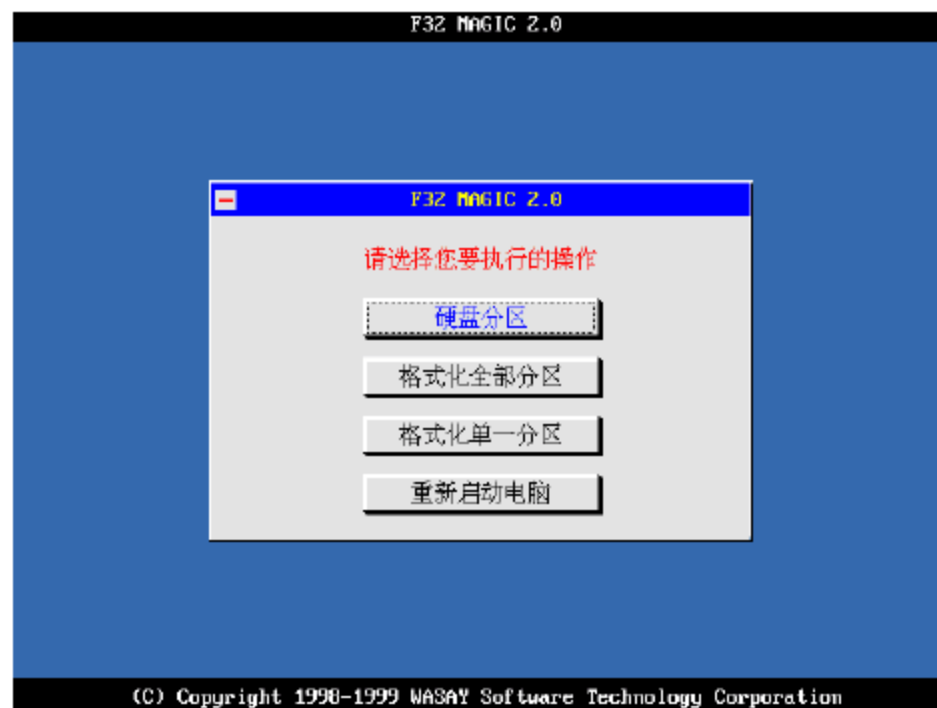 F32 MAGIC 2.0
F32 MAGIC 2.0
请选择您要执行的操作
硬盘分区
格式化全部分区
格式化单一分区
重新启动电脑
(C) Copyright 1998-1999 WASAY Software Technology Corporation